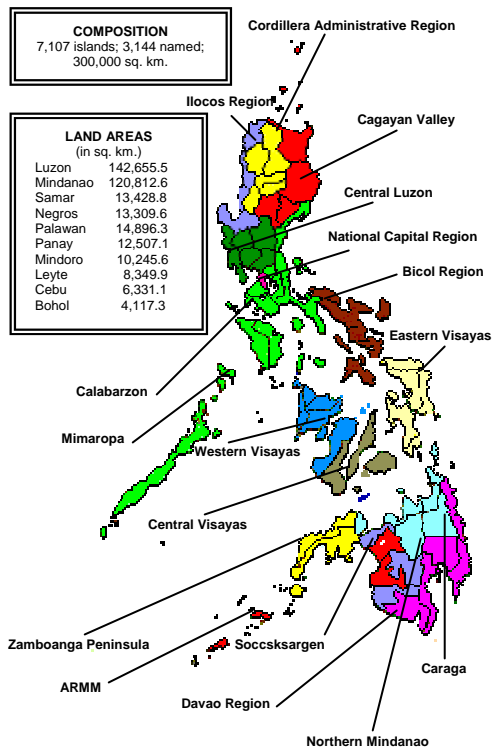 COMPOSITION
7,107 islands; 3,144 named;
300,000 sq. km.
LAND AREAS
(in sq. km.)
Luzon 142,655.5
Mindanao 120,812.6
Samar 13,428.8
Negros 13,309.6
Palawan 14,896.3
Panay 12,507.1
Mindoro 10,245.6
Leyte 8,349.9
Cebu 6,331.1
Bohol 4,117.3
Cordillera Administrative Region
Ilocos Region
Cagayan Valley
Central Luzon
National Capital Region
Bicol Region
Eastern Visayas
Calabarzon
Mimaropa
Western Visayas
Central Visayas
Zamboanga Peninsula
Soccsksargen
ARMM
Caraga
Davao Region
Northern Mindanao